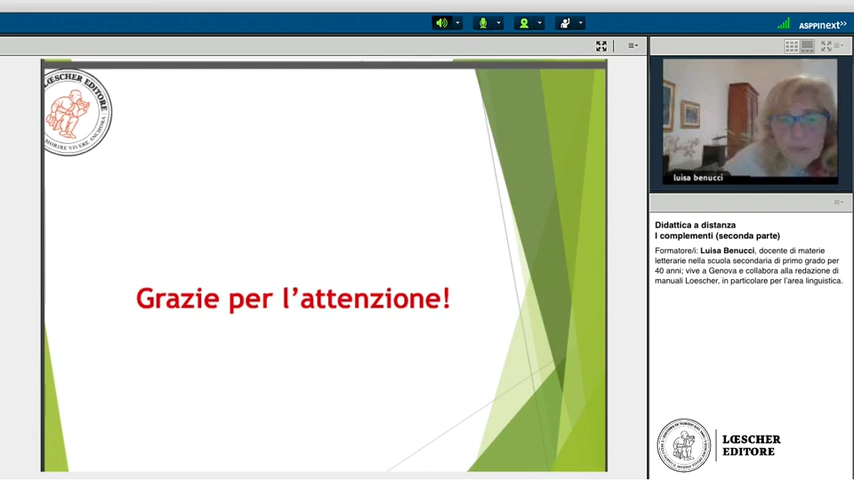 ASPPInext>>
LŒSCHER EDITORE
Grazie per l'attenzione!
luisa benucci
Didattica a distanza
I complementi (seconda parte)
Formatore/i: Luisa Benucci, docente di materie
letterarie nella scuola secondaria di primo grado per
40 anni; vive a Genova e collabora alla redazione di
manuali Loescher, in particolare per l'area linguistica.
LŒSCHER
EDITORE